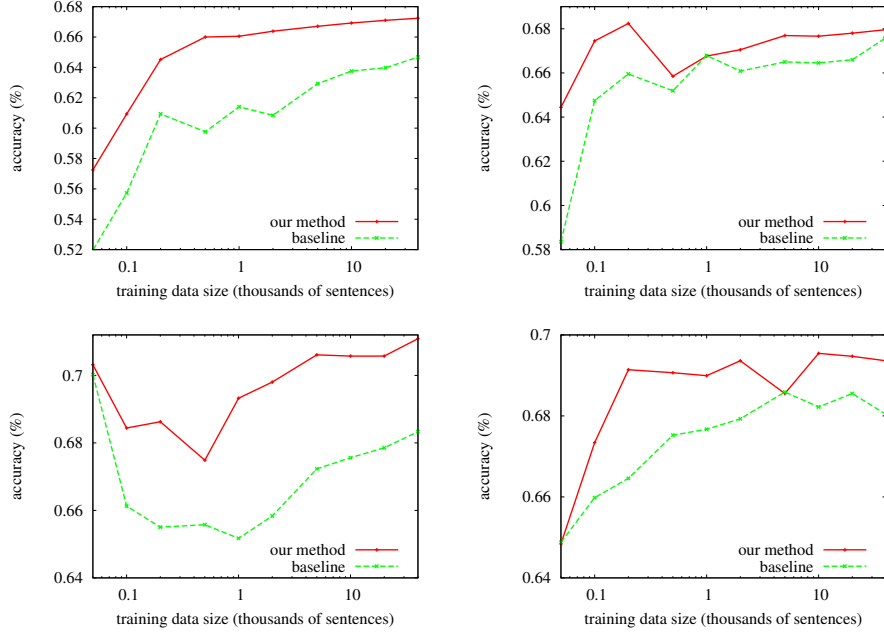 0.68
0.66
0.64
0.62
0.6
0.58
0.56
0.54
0.52
accuracy (%)
our method
baseline
0.1 1 10
training data size (thousands of sentences)
0.68
0.66
0.64
0.62
0.6
0.58
accuracy (%)
our method
baseline
0.1 1 10
training data size (thousands of sentences)
0.7
0.68
0.66
0.64
accuracy (%)
our method
baseline
0.1 1 10
training data size (thousands of sentences)
0.7
0.68
0.66
0.64
accuracy (%)
our method
baseline
0.1 1 10
training data size (thousands of sentences)